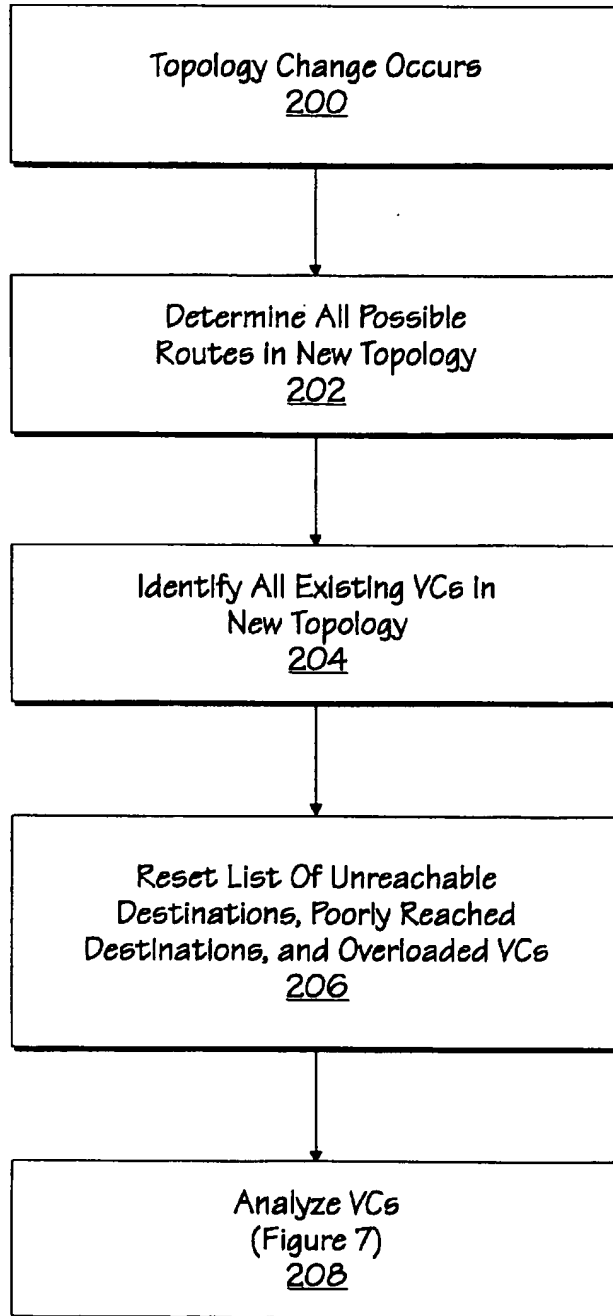 Topology Change Occurs
200
Determine All Possible
Routes in New Topology
202
Identify All Existing VCs in
New Topology
204
Reset List Of Unreachable
Destinations, Poorly Reached
Destinations, and Overloaded VCs
206
Analyze VCs
(Figure 7)
208